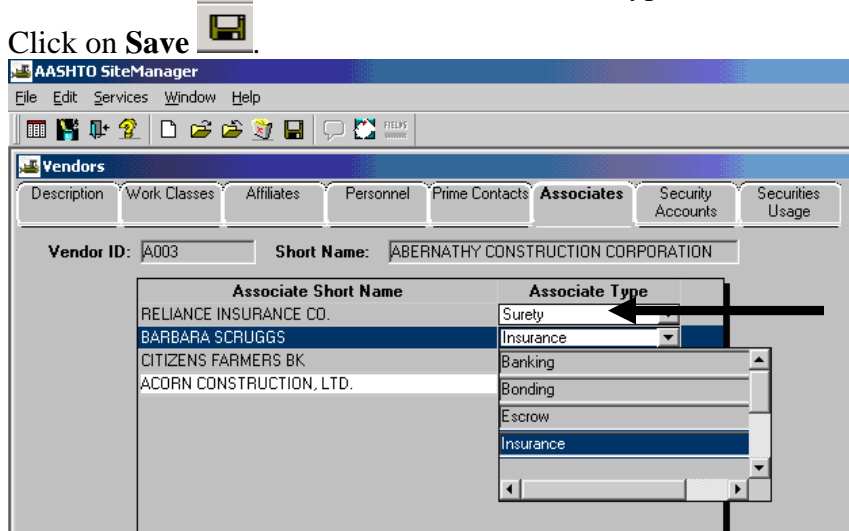 Click on Save .
AASHTO SiteManager
File Edit Services Window Help
FIELDS
Vendors
Description Work Classes Affiliates Personnel Prime Contacts Associates Security Accounts Securities Usage
Vendor ID: A003 Short Name: ABERNATHY CONSTRUCTION CORPORATION
Associate Short Name Associate Type
RELIANCE INSURANCE CO. Surety
BARBARA SCRUGGS Insurance
CITIZENS FARMERS BK Banking
ACORN CONSTRUCTION, LTD. Bonding
Escrow
Insurance